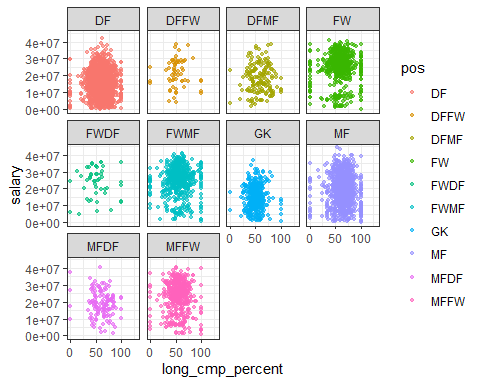 DF DFFW DFMF FW
4e+07
3e+07
2e+07
1e+07
0e+00
FWDF FWMF GK MF
4e+07
3e+07
2e+07
1e+07
0e+00
MFDF MFFW
4e+07
3e+07
2e+07
1e+07
0e+00
0 50 100 0 50 100
0 50 100 0 50 100
long_cmp_percent
salary
pos
DF
DFFW
DFMF
FW
FWDF
FWMF
GK
MF
MFDF
MFFW